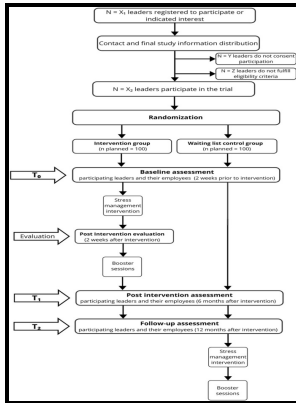 N = X₁ leaders registered to participate or
indicated interest
Contact and final study information distribution
N = Y leaders do not consent
participation
N = Z leaders do not fulfill
eligibility criteria
N = X₂ leaders participate in the trial
Randomization
Intervention group
(n planned = 100)
Waiting list control group
(n planned = 100)
T₀
Baseline assessment
participating leaders and their employees (2 weeks prior to intervention)
Stress
management
intervention
Evaluation
Post intervention evaluation
(2 weeks after intervention)
Booster
sessions
T₁
Post intervention assessment
participating leaders and their employees (6 months after intervention)
T₂
Follow-up assessment
participating leaders and their employees (12 months after intervention)
Stress
management
intervention
Booster
sessions